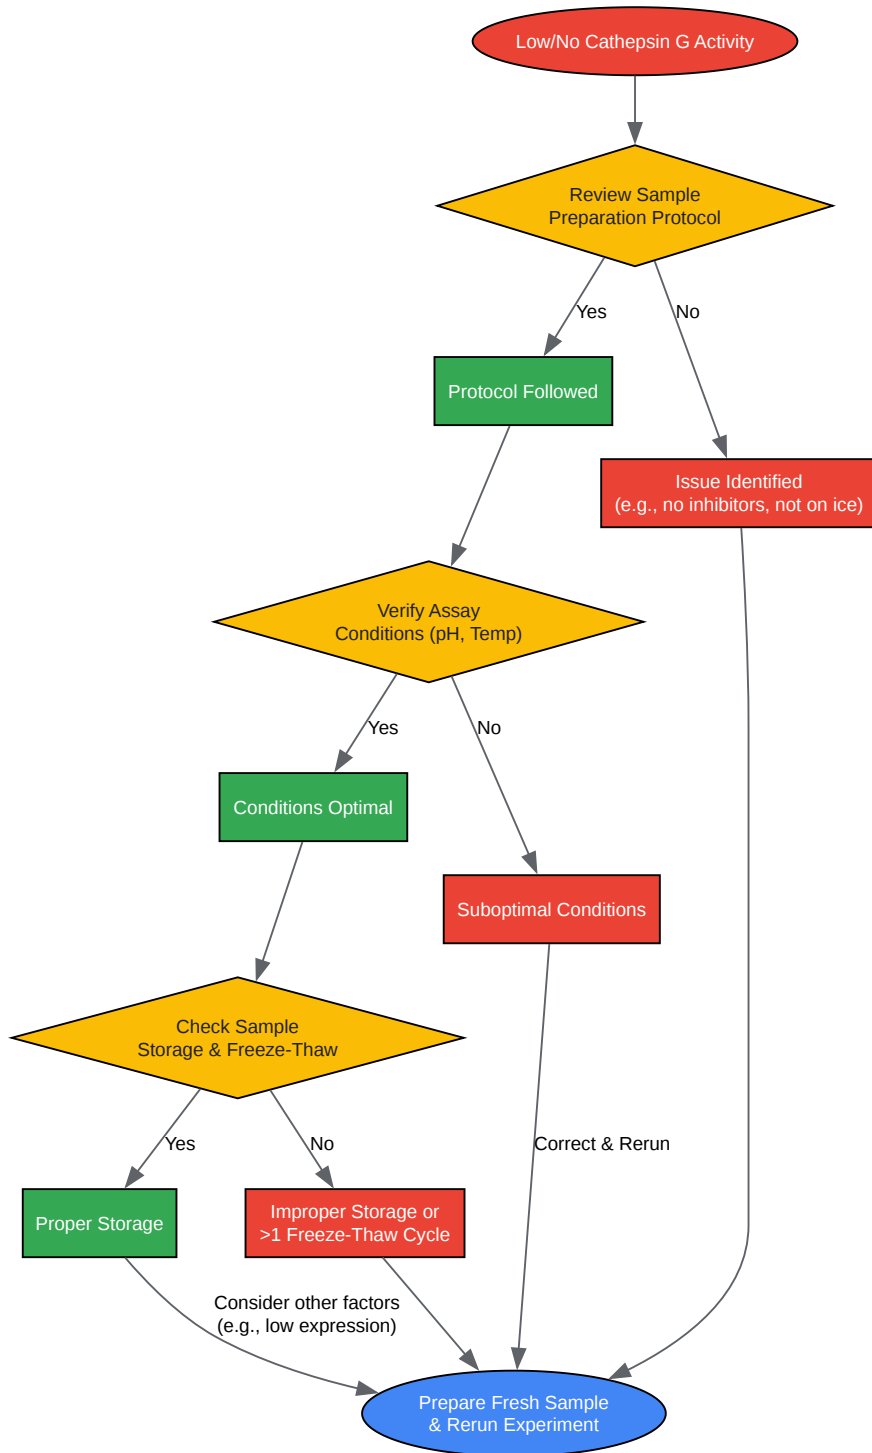 Low/No Cathepsin G Activity
Review Sample
Preparation Protocol
Yes
No
Protocol Followed
Issue Identified
(e.g., no inhibitors, not on ice)
Verify Assay
Conditions (pH, Temp)
Yes
No
Conditions Optimal
Suboptimal Conditions
Check Sample
Storage & Freeze-Thaw
Yes
No
Correct & Rerun
Proper Storage
Improper Storage or
>1 Freeze-Thaw Cycle
Consider other factors
(e.g., low expression)
Prepare Fresh Sample
& Rerun Experiment